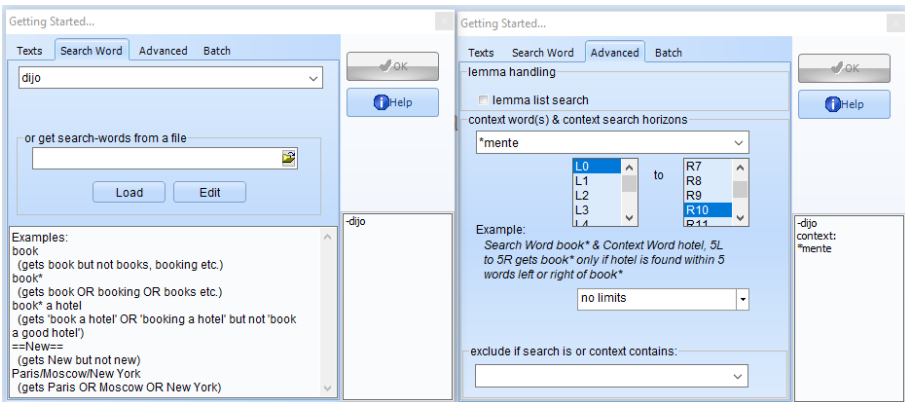 Getting Started...
Texts Search Word Advanced Batch
dijo
OK
Help
or get search-words from a file
Load Edit
-dijo
Examples:
book
(gets book but not books, booking etc.)
book*
(gets book OR booking OR books etc.)
book* a hotel
(gets 'book a hotel' OR 'booking a hotel' but not 'book
a good hotel')
==New==
(gets New but not new)
Paris/Moscow/New York
(gets Paris OR Moscow OR New York)
Getting Started...
Texts Search Word Advanced Batch
lemma handling
lemma list search
OK
Help
context word(s) & context search horizons
*mente
L0
L1
L2
L3
L4
to
R7
R8
R9
R10
R11
Example:
Search Word book* & Context Word hotel, 5L
to 5R gets book* only if hotel is found within 5
words left or right of book*
no limits
exclude if search is or context contains:
-dijo
context:
*mente